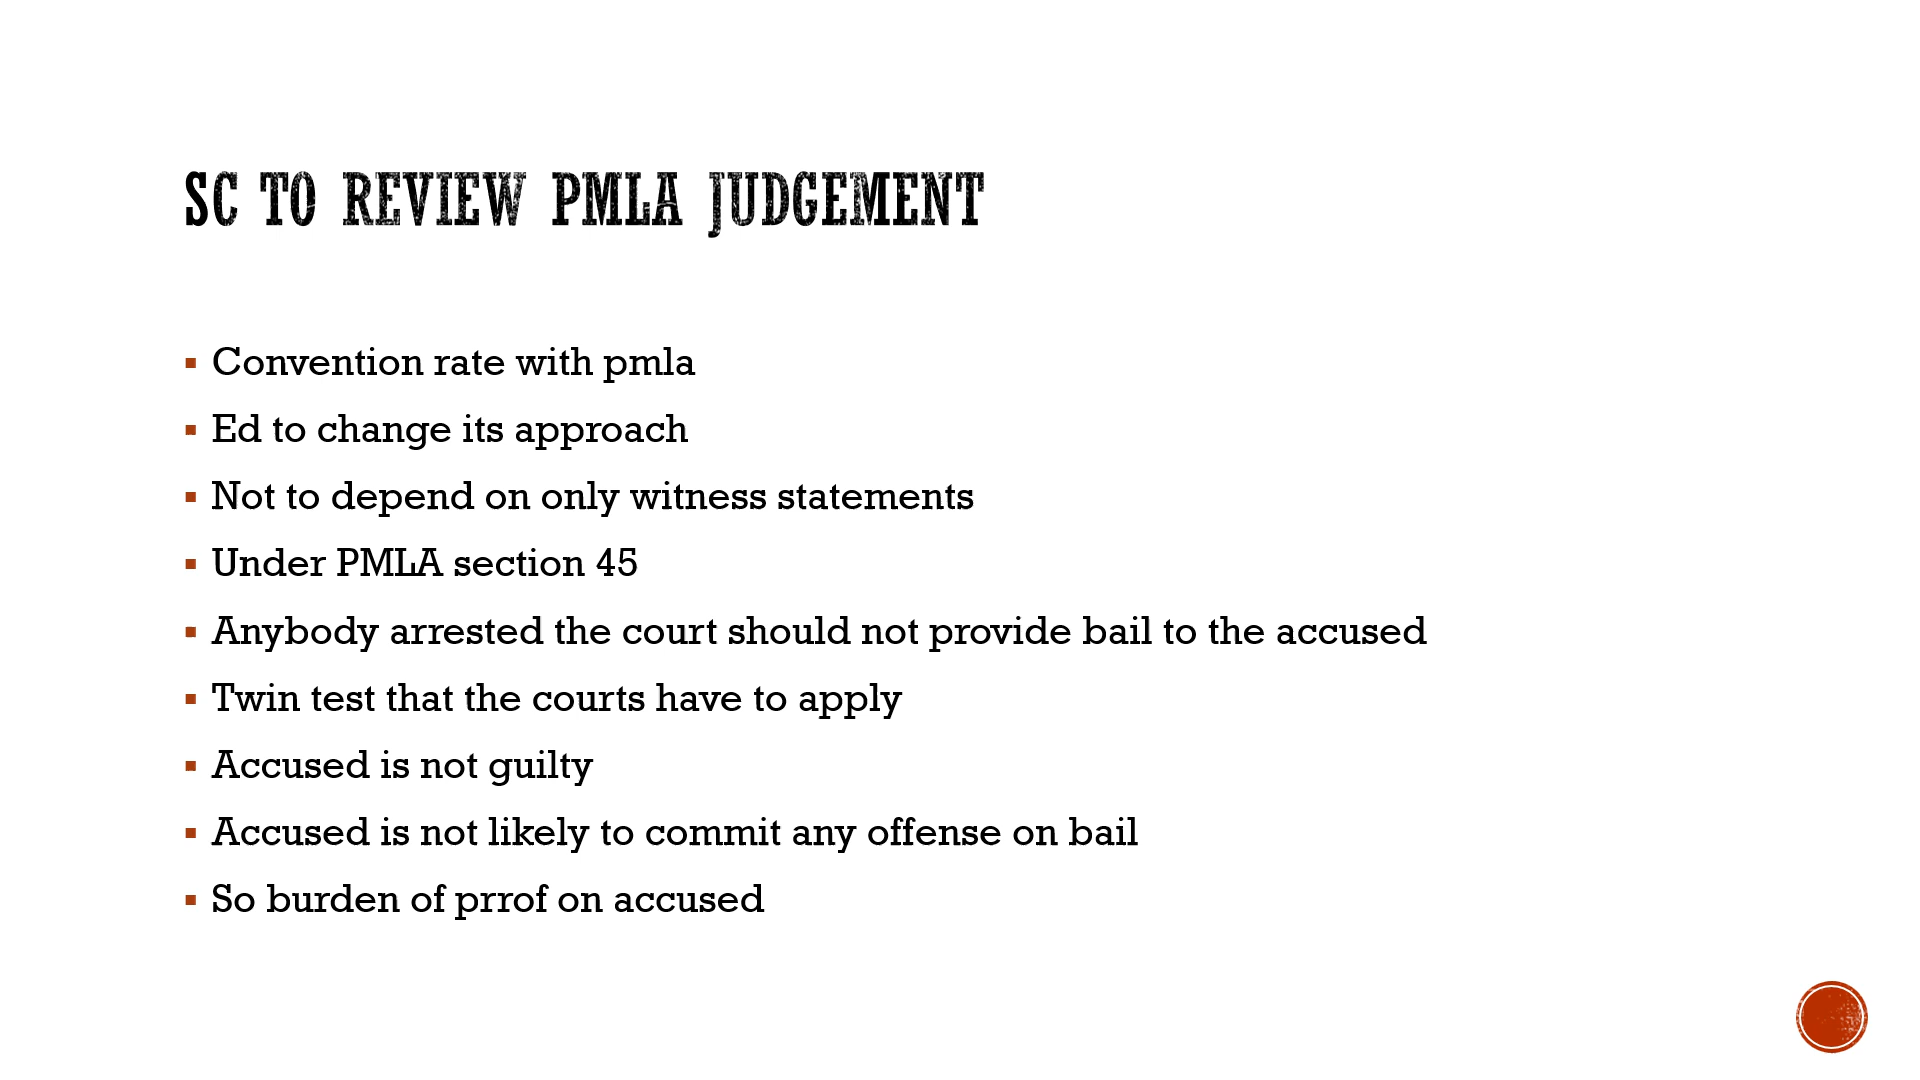 SC TO REVIEW PMLA JUDGEMENT
▪ Convention rate with pmla
▪ Ed to change its approach
▪ Not to depend on only witness statements
▪ Under PMLA section 45
▪ Anybody arrested the court should not provide bail to the accused
▪ Twin test that the courts have to apply
▪ Accused is not guilty
▪ Accused is not likely to commit any offense on bail
▪ So burden of prrof on accused